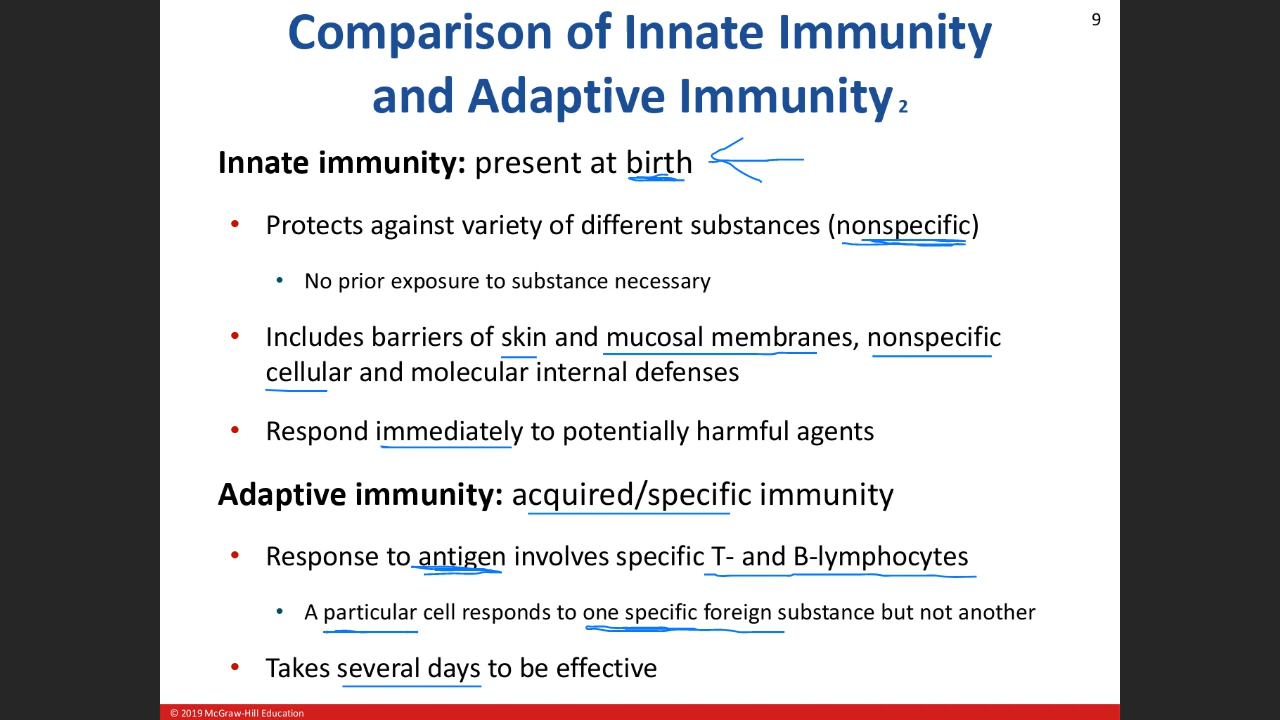 Comparison of Innate Immunity
9
and Adaptive Immunity 2
Innate immunity: present at birth
• Protects against variety of different substances (nonspecific)
• No prior exposure to substance necessary
• Includes barriers of skin and mucosal membranes, nonspecific
cellular and molecular internal defenses
• Respond immediately to potentially harmful agents
Adaptive immunity: acquired/specific immunity
• Response to antigen involves specific T- and B-lymphocytes
• A particular cell responds to one specific foreign substance but not another
• Takes several days to be effective
© 2019 McGraw-Hill Education